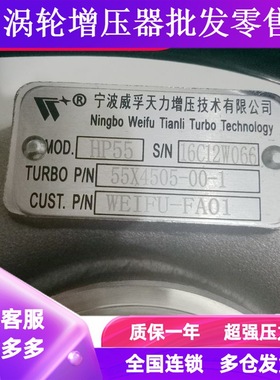 涡轮增压器批发零售
® 宁波威孚天力增压技术有限公司
Ningbo Weifu Tianli Turbo Technology
MOD. HP55 S/N 16C12W066
TURBO P/N 55X4505-00-1
CUST. P/N WEIFU-FA01
客服
多多
质保一年 超强压力
全国连锁 多仓发货